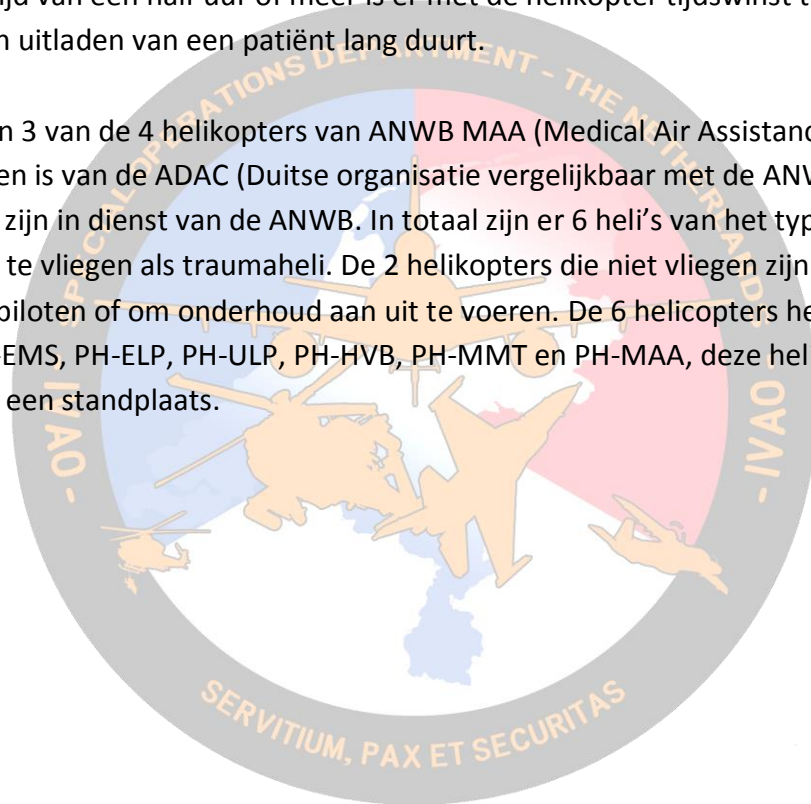 ijd van een half uur of meer is er met de helikopter tijdswinst t
n uitladen van een patiënt lang duurt.
n 3 van de 4 helikopters van ANWB MAA (Medical Air Assistan
en is van de ADAC (Duitse organisatie vergelijkbaar met de ANW
zijn in dienst van de ANWB. In totaal zijn er 6 heli’s van het typ
te vliegen als traumaheli. De 2 helikopters die niet vliegen zijn
piloten of om onderhoud aan uit te voeren. De 6 helicopters he
-EMS, PH-ELP, PH-ULP, PH-HVB, PH-MMT en PH-MAA, deze hel
een standplaats.
IVAO NL SPECIAL OPERATIONS DEPARTMENT - THE NETHERLANDS - IVAO -
SERVITIUM, PAX ET SECURITAS